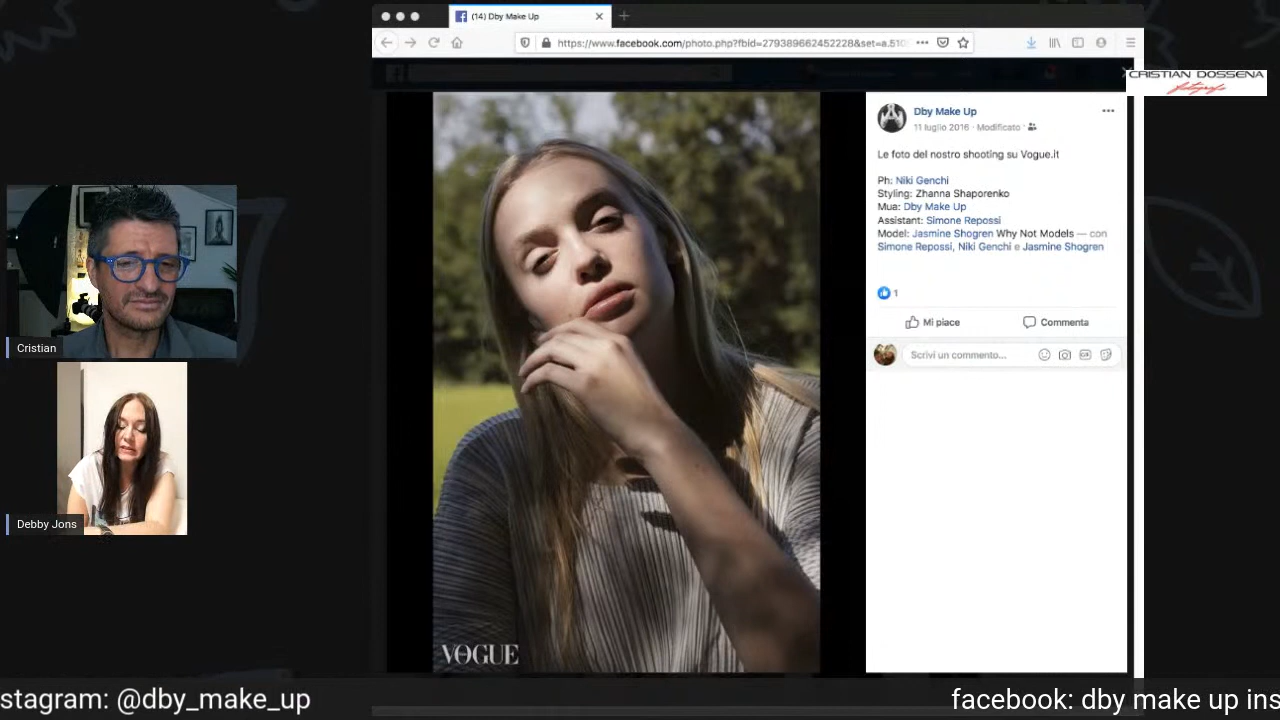 (14) Dby Make Up
https://www.facebook.com/photo.php?fbid=279389662452228&set=a.510
CRISTIAN DOSSENA
fotografo
Dby Make Up
11 luglio 2016 · Modificato ·
Le foto del nostro shooting su Vogue.it
Ph: Niki Genchi
Styling: Zhanna Shaporenko
Mua: Dby Make Up
Assistant: Simone Repossi
Model: Jasmine Shogren Why Not Models — con
Simone Repossi, Niki Genchi e Jasmine Shogren
1
Mi piace
Commenta
Scrivi un commento...
GIF
Cristian
Debby Jons
VOGUE
stagram: @dby_make_up
facebook: dby make up ins